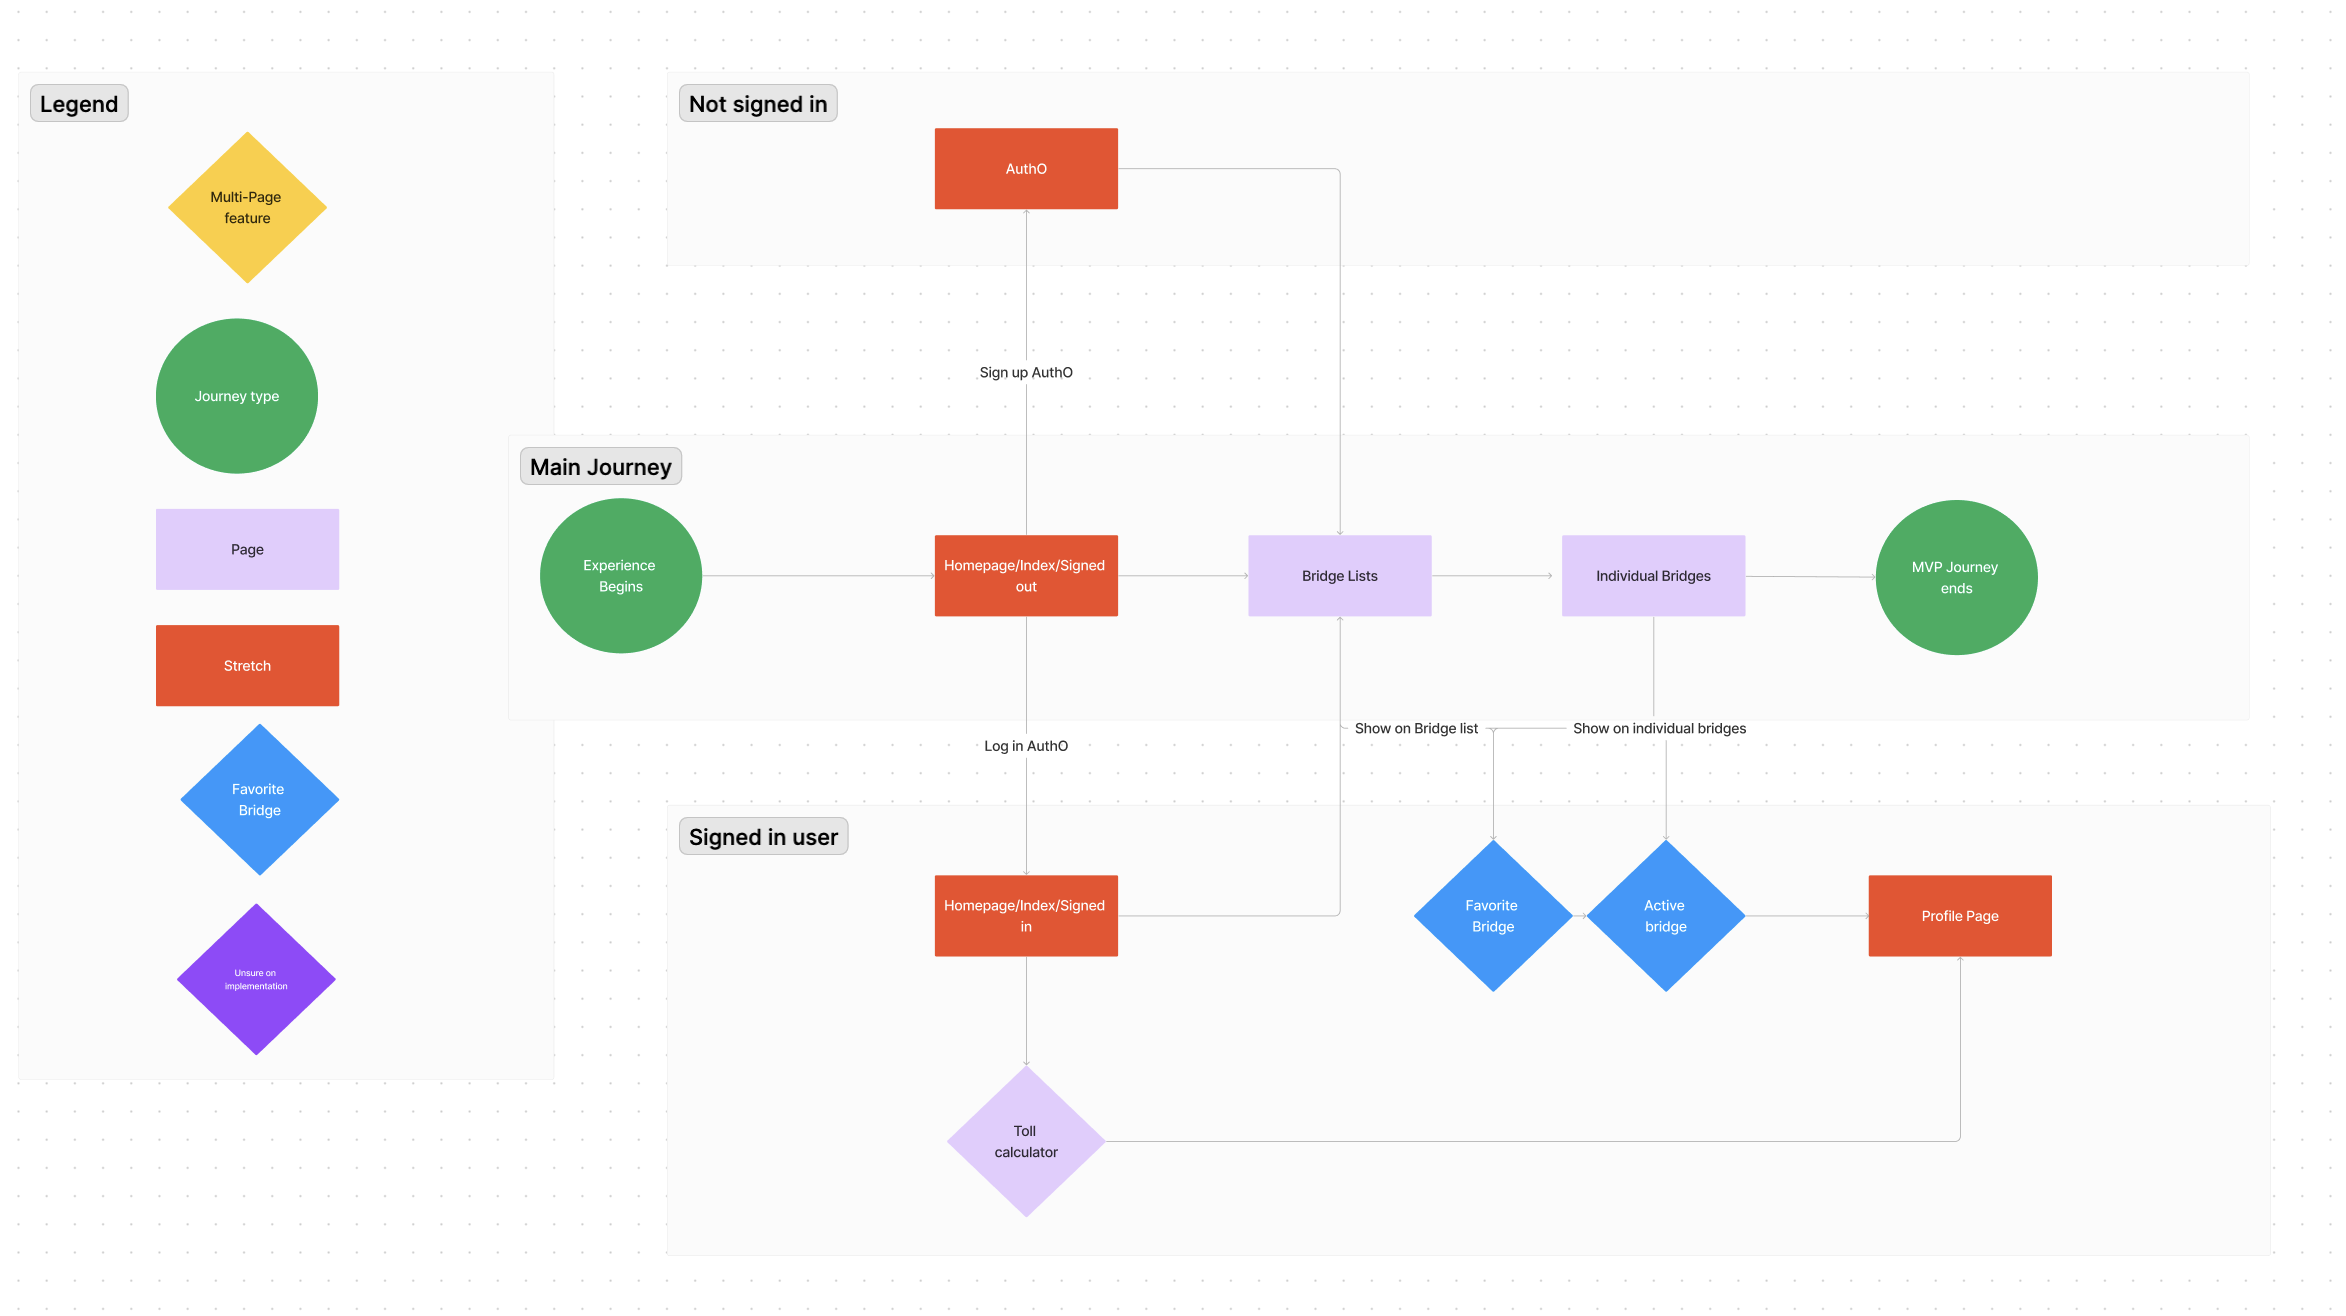 Legend
Multi-Page
feature
Journey type
Page
Stretch
Favorite
Bridge
Unsure on
implementation
Not signed in
AuthO
Sign up AuthO
Main Journey
Experience
Begins
Homepage/Index/Signed
out
Bridge Lists
Individual Bridges
MVP Journey
ends
Log in AuthO
Show on Bridge list
Show on individual bridges
Signed in user
Homepage/Index/Signed
in
Favorite
Bridge
Active
bridge
Profile Page
Toll
calculator